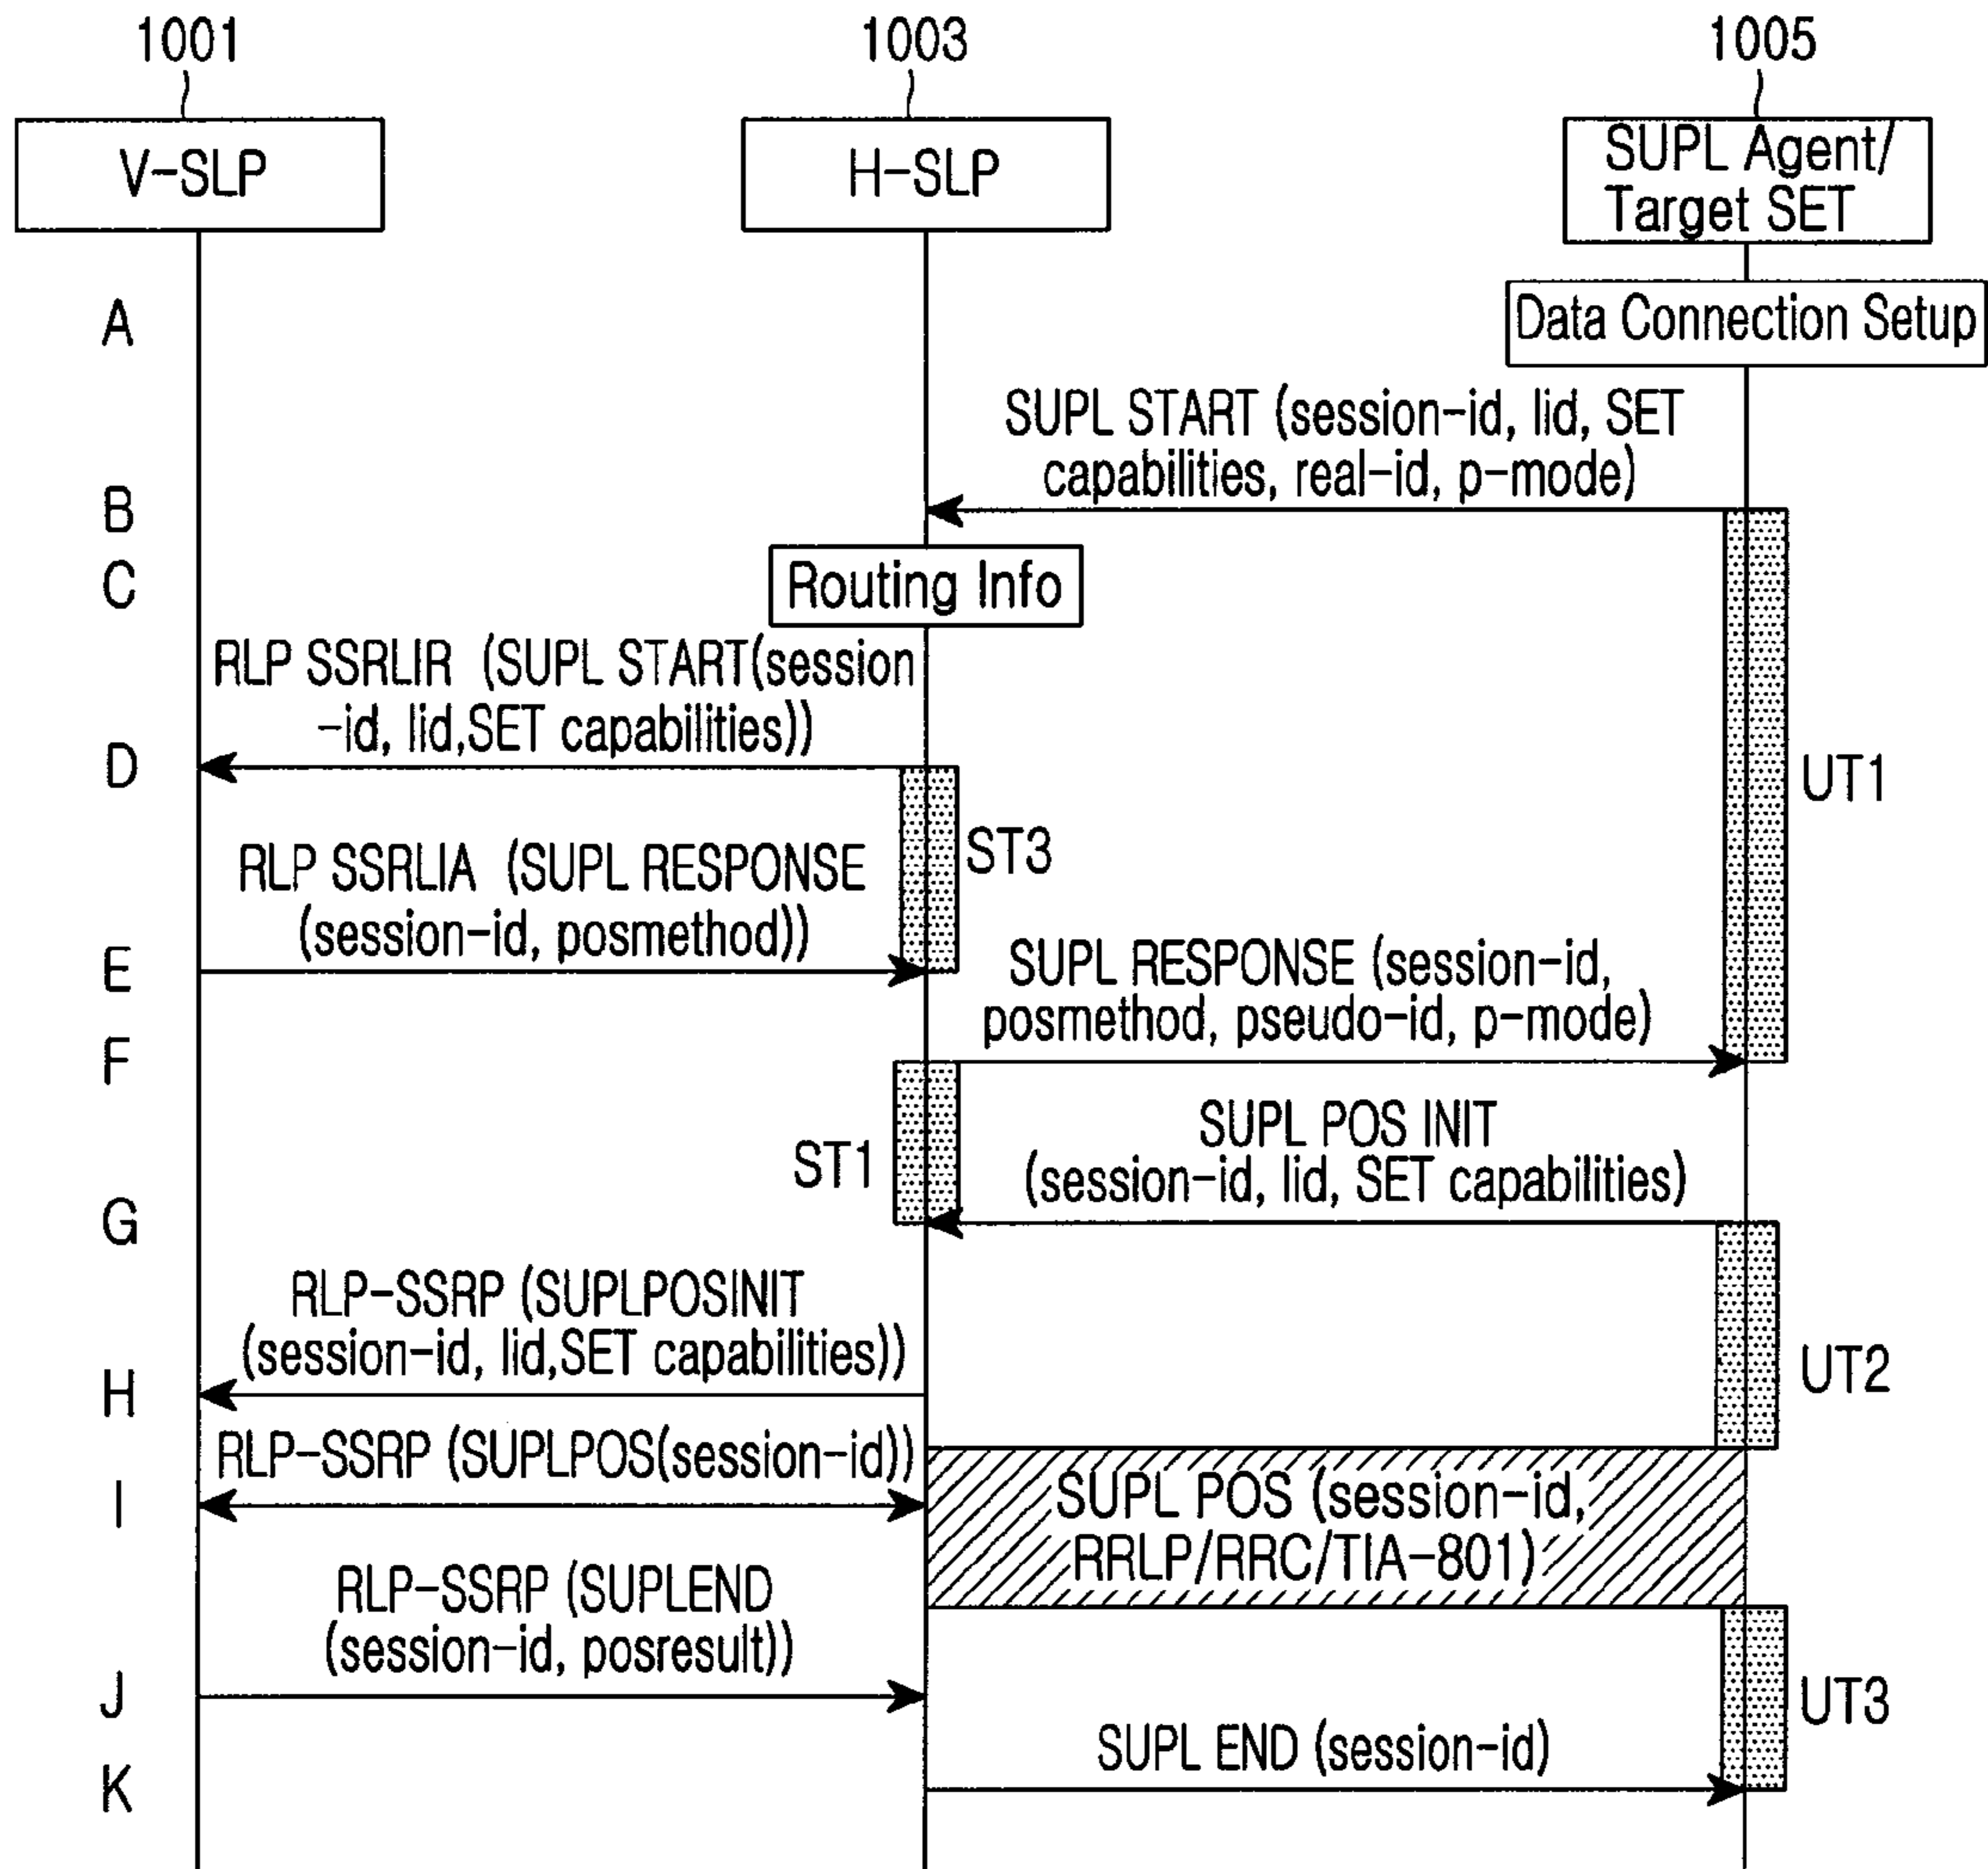 1001
1003
1005
V-SLP
H-SLP
SUPL Agent/
Target SET
A
Data Connection Setup
SUPL START (session-id, lid, SET
capabilities, real-id, p-mode)
B
C
Routing Info
RLP SSRLIR (SUPL START(session
-id, lid,SET capabilities))
D
UT1
ST3
RLP SSRLIA (SUPL RESPONSE
(session-id, posmethod))
E
SUPL RESPONSE (session-id,
posmethod, pseudo-id, p-mode)
F
ST1
SUPL POS INIT
(session-id, lid, SET capabilities)
G
RLP-SSRP (SUPLPOSINIT
(session-id, lid,SET capabilities))
H
UT2
RLP-SSRP (SUPLPOS(session-id))
I
SUPL POS (session-id,
RRLP/RRC/TIA-801)
RLP-SSRP (SUPLEND
(session-id, posresult))
J
UT3
SUPL END (session-id)
K